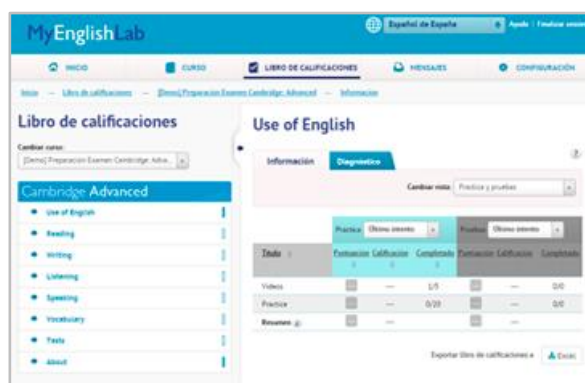 MyEnglishLab
Español de España
Ayuda | Finalizar sesión
INICIO
CURSO
LIBRO DE CALIFICACIONES
MENSAJES
CONFIGURACIÓN
Inicio — Libro de calificaciones — [Demo] Preparación Examen Cambridge: Advanced — Información
Libro de calificaciones
Cambiar curso:
[Demo] Preparación Examen Cambridge: Adva...
Cambridge Advanced
Use of English
Reading
Writing
Listening
Speaking
Vocabulary
Tests
About
Use of English
Información Diagnóstico
?
Cambiar vista: Práctica y pruebas
Práctica Último intento Pruebas Último intento
Título Puntuación Calificación Completado Puntuación Calificación Completado
Videos --- --- 1/5 --- --- 0/0
Practice --- --- 0/20 --- --- 0/0
Resumen --- --- --- ---
Exportar libro de calificaciones a Excel